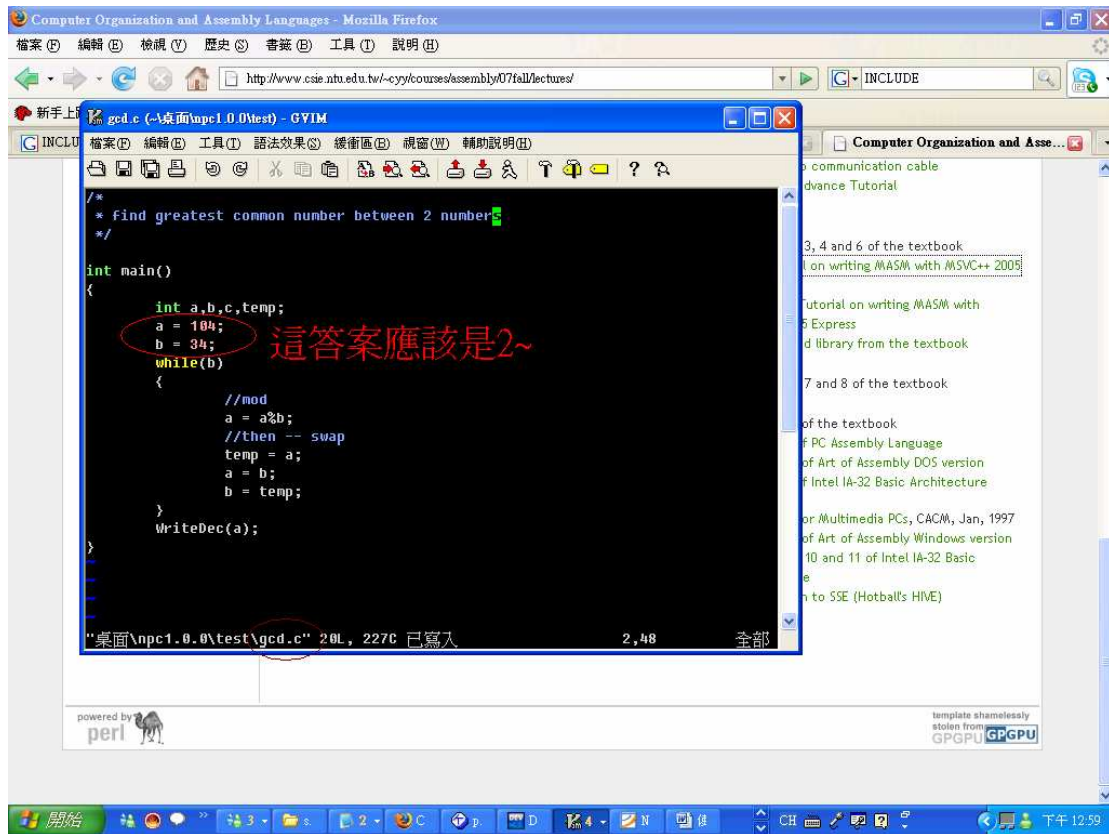 Computer Organization and Assembly Languages - Mozilla Firefox
檔案(F) 編輯(E) 檢視(V) 歷史(S) 書籤(B) 工具(T) 說明(H)
http://www.csie.ntu.edu.tw/~cyy/courses/assembly/07fall/lectures/
G INCLUDE
新手上
G INCLU
Computer Organization and Asse...
gcd.c (~\桌面\npc1.0.0\test) - GVIM
檔案(F) 編輯(E) 工具(T) 語法效果(S) 緩衝區(B) 視窗(W) 輔助說明(H)
/*
* find greatest common number between 2 numbers
*/
int main()
{
int a,b,c,temp;
a = 104;
b = 34;
這答案應該是2~
while(b)
{
//mod
a = a%b;
//then -- swap
temp = a;
a = b;
b = temp;
}
WriteDec(a);
}
~
~
~
~
"桌面\npc1.0.0\test\gcd.c" 20L, 227C 已寫入 2,48 全部
communication cable
dvance Tutorial
3, 4 and 6 of the textbook
l on writing MASM with MSVC++ 2005
utorial on writing MASM with
5 Express
d library from the textbook
7 and 8 of the textbook
of the textbook
f PC Assembly Language
of Art of Assembly DOS version
f Intel IA-32 Basic Architecture
or Multimedia PCs, CACM, Jan, 1997
of Art of Assembly Windows version
10 and 11 of Intel IA-32 Basic
e
n to SSE (Hotball's HIVE)
powered by
perl
template shamelessly
stolen from
GPGPU GPGPU
開始 3 s. 2 C p. D 4 N CH 下午 12:59